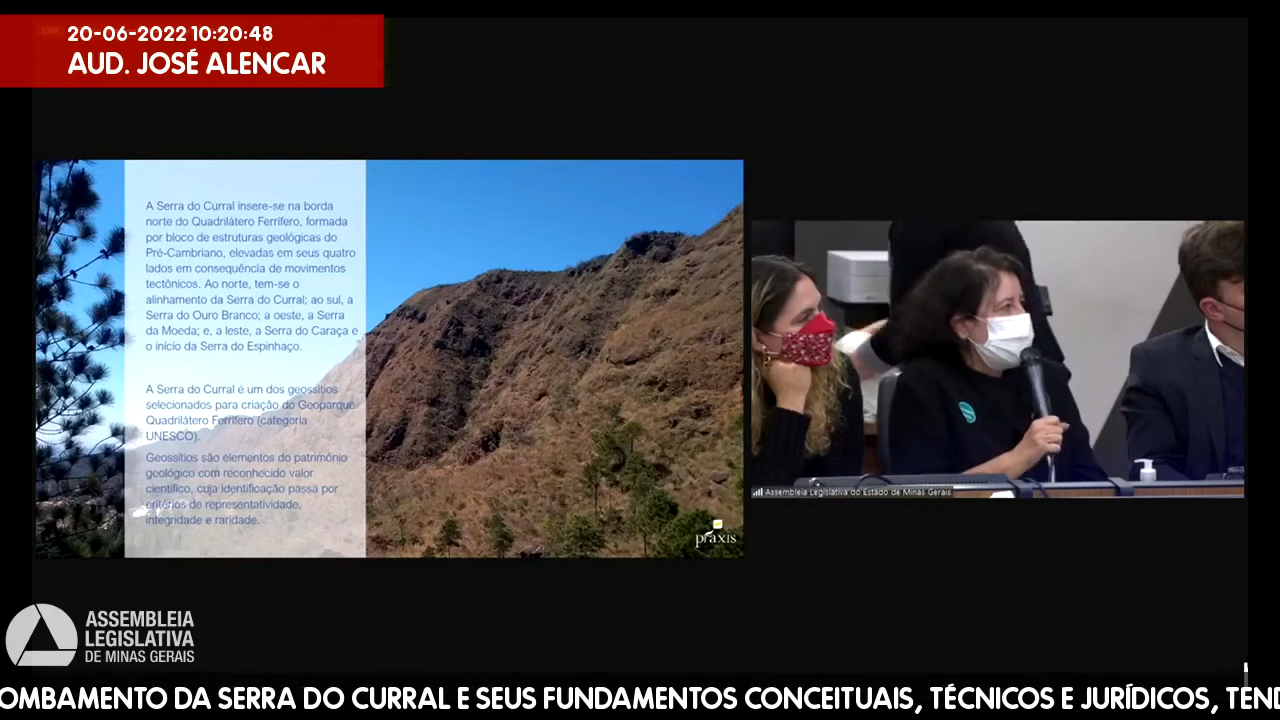 20-06-2022 10:20:48
AUD. JOSÉ ALENCAR
A Serra do Curral insere-se na borda
norte do Quadrilátero Ferrífero, formada
por bloco de estruturas geológicas do
Pré-Cambriano, elevadas em seus quatro
lados em consequência de movimentos
tectônicos. Ao norte, tem-se o
alinhamento da Serra do Curral; ao sul, a
Serra do Ouro Branco; a oeste, a Serra
da Moeda; e, a leste, a Serra do Caraça e
o início da Serra do Espinhaço.
A Serra do Curral é um dos geossítios
selecionados para criação do Geoparque
Quadrilátero Ferrífero (categoria
UNESCO).
Geossítios são elementos do patrimônio
geológico com reconhecido valor
científico, cuja identificação passa por
critérios de representatividade,
integridade e raridade.
práxis
Assembleia Legislativa do Estado de Minas Gerais
ASSEMBLEIA
LEGISLATIVA
DE MINAS GERAIS
OMBAMENTO DA SERRA DO CURRAL E SEUS FUNDAMENTOS CONCEITUAIS, TÉCNICOS E JURÍDICOS, TEND